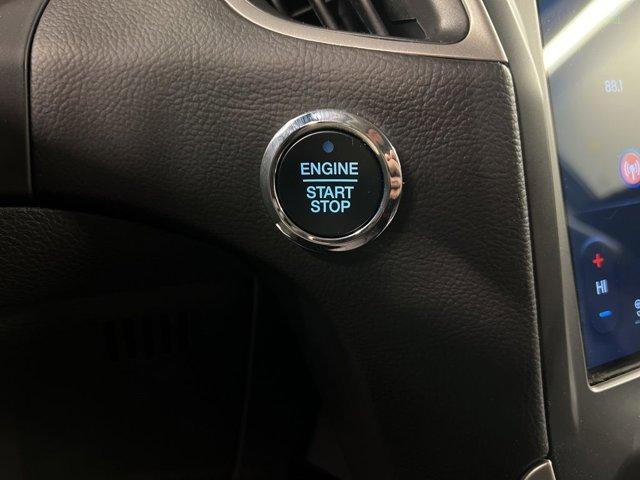 ENGINE
START
STOP
88.1
+
HI
-